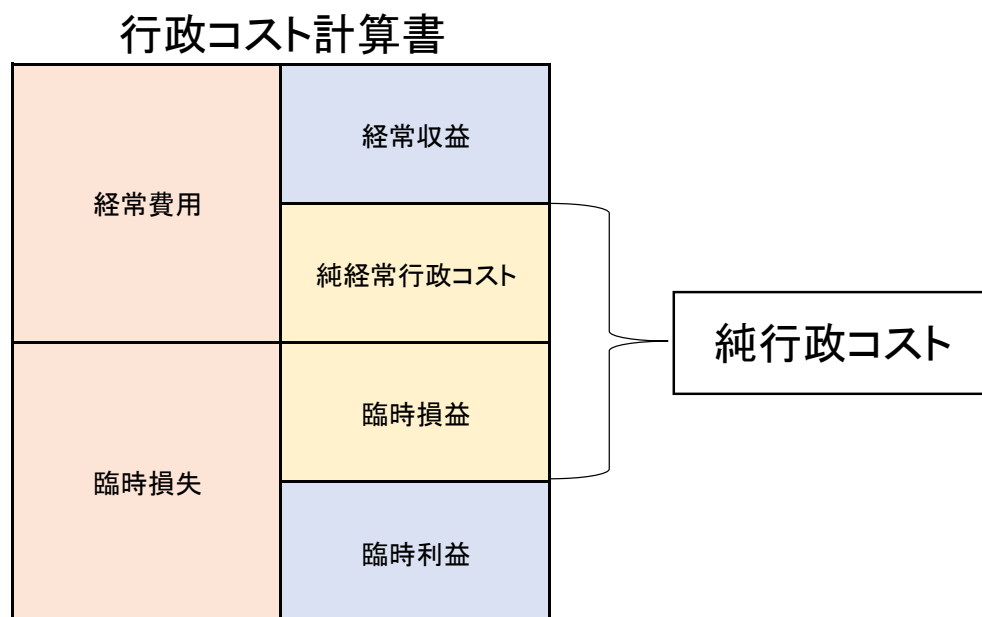 行政コスト計算書
経常費用
経常収益
純経常行政コスト
臨時損失
臨時損益
臨時利益
純行政コスト